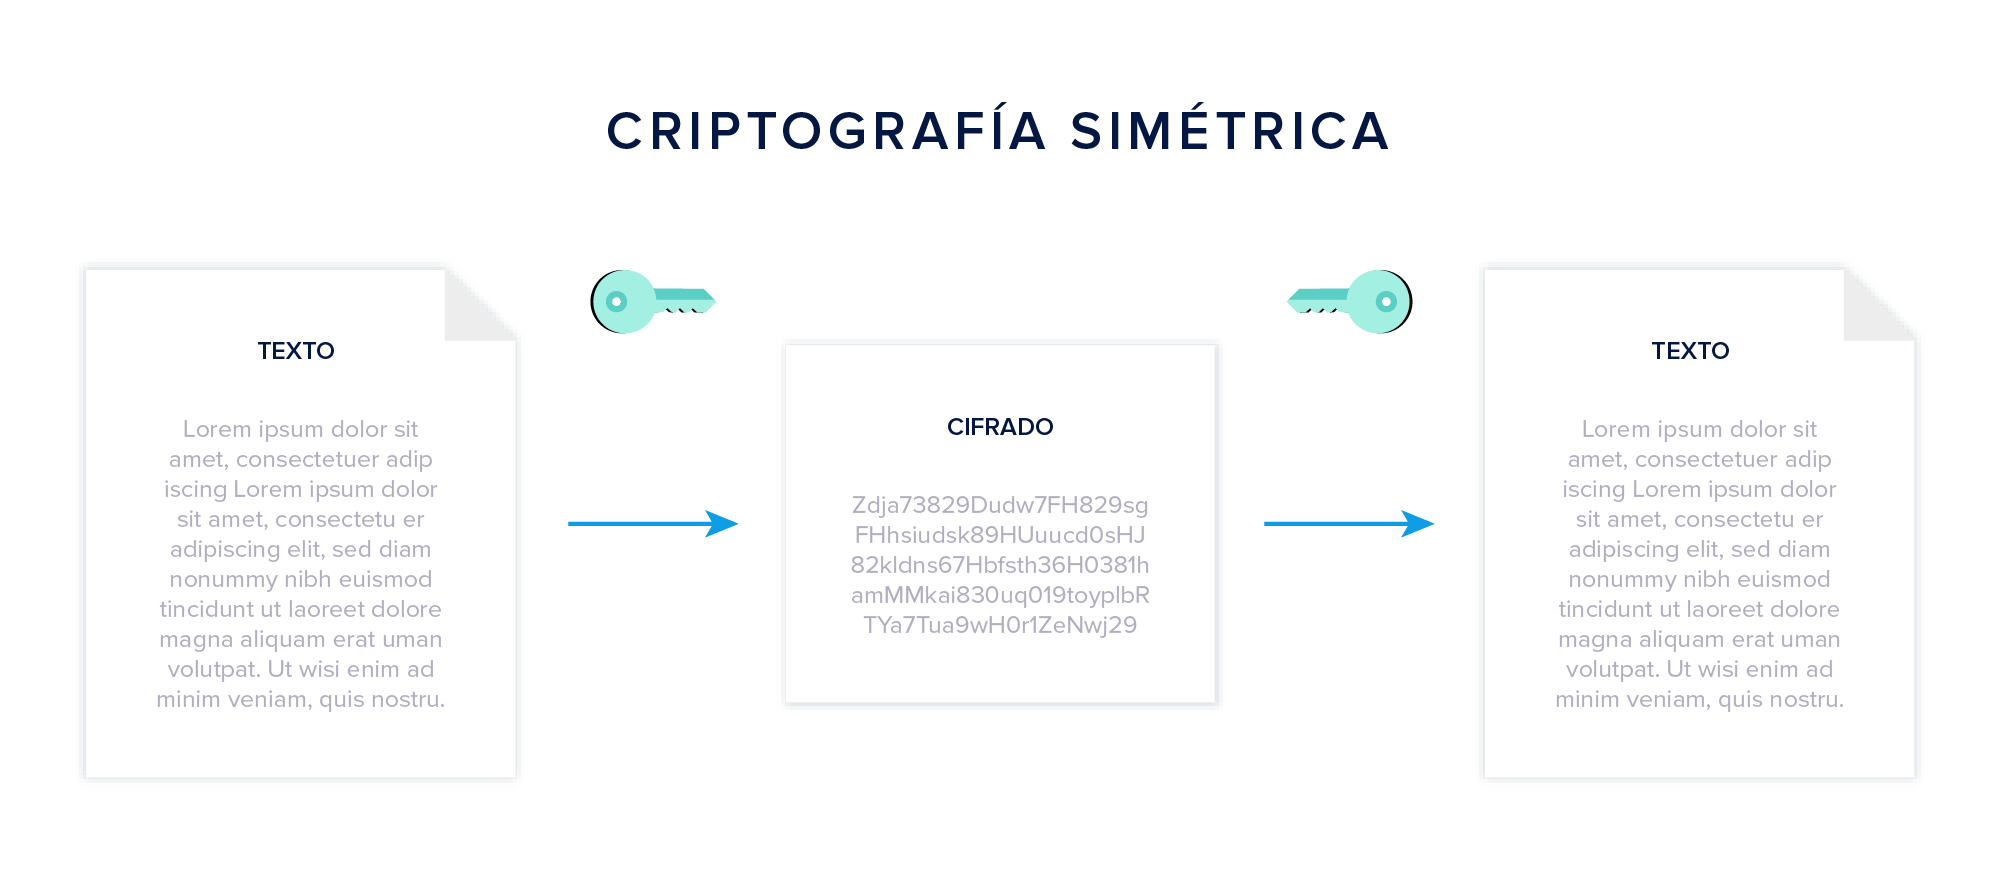 CRIPTOGRAFÍA SIMÉTRICA
TEXTO
Lorem ipsum dolor sit
amet, consectetuer adip
iscing Lorem ipsum dolor
sit amet, consectetu er
adipiscing elit, sed diam
nonummy nibh euismod
tincidunt ut laoreet dolore
magna aliquam erat uman
volutpat. Ut wisi enim ad
minim veniam, quis nostru.
CIFRADO
Zdja73829Dudw7FH829sg
FHhsiudsk89HUuucd0sHJ
82kldns67Hbfsth36H0381h
amMMkai830uq019toyplbR
TYa7Tua9wH0r1ZeNwj29
TEXTO
Lorem ipsum dolor sit
amet, consectetuer adip
iscing Lorem ipsum dolor
sit amet, consectetu er
adipiscing elit, sed diam
nonummy nibh euismod
tincidunt ut laoreet dolore
magna aliquam erat uman
volutpat. Ut wisi enim ad
minim veniam, quis nostru.